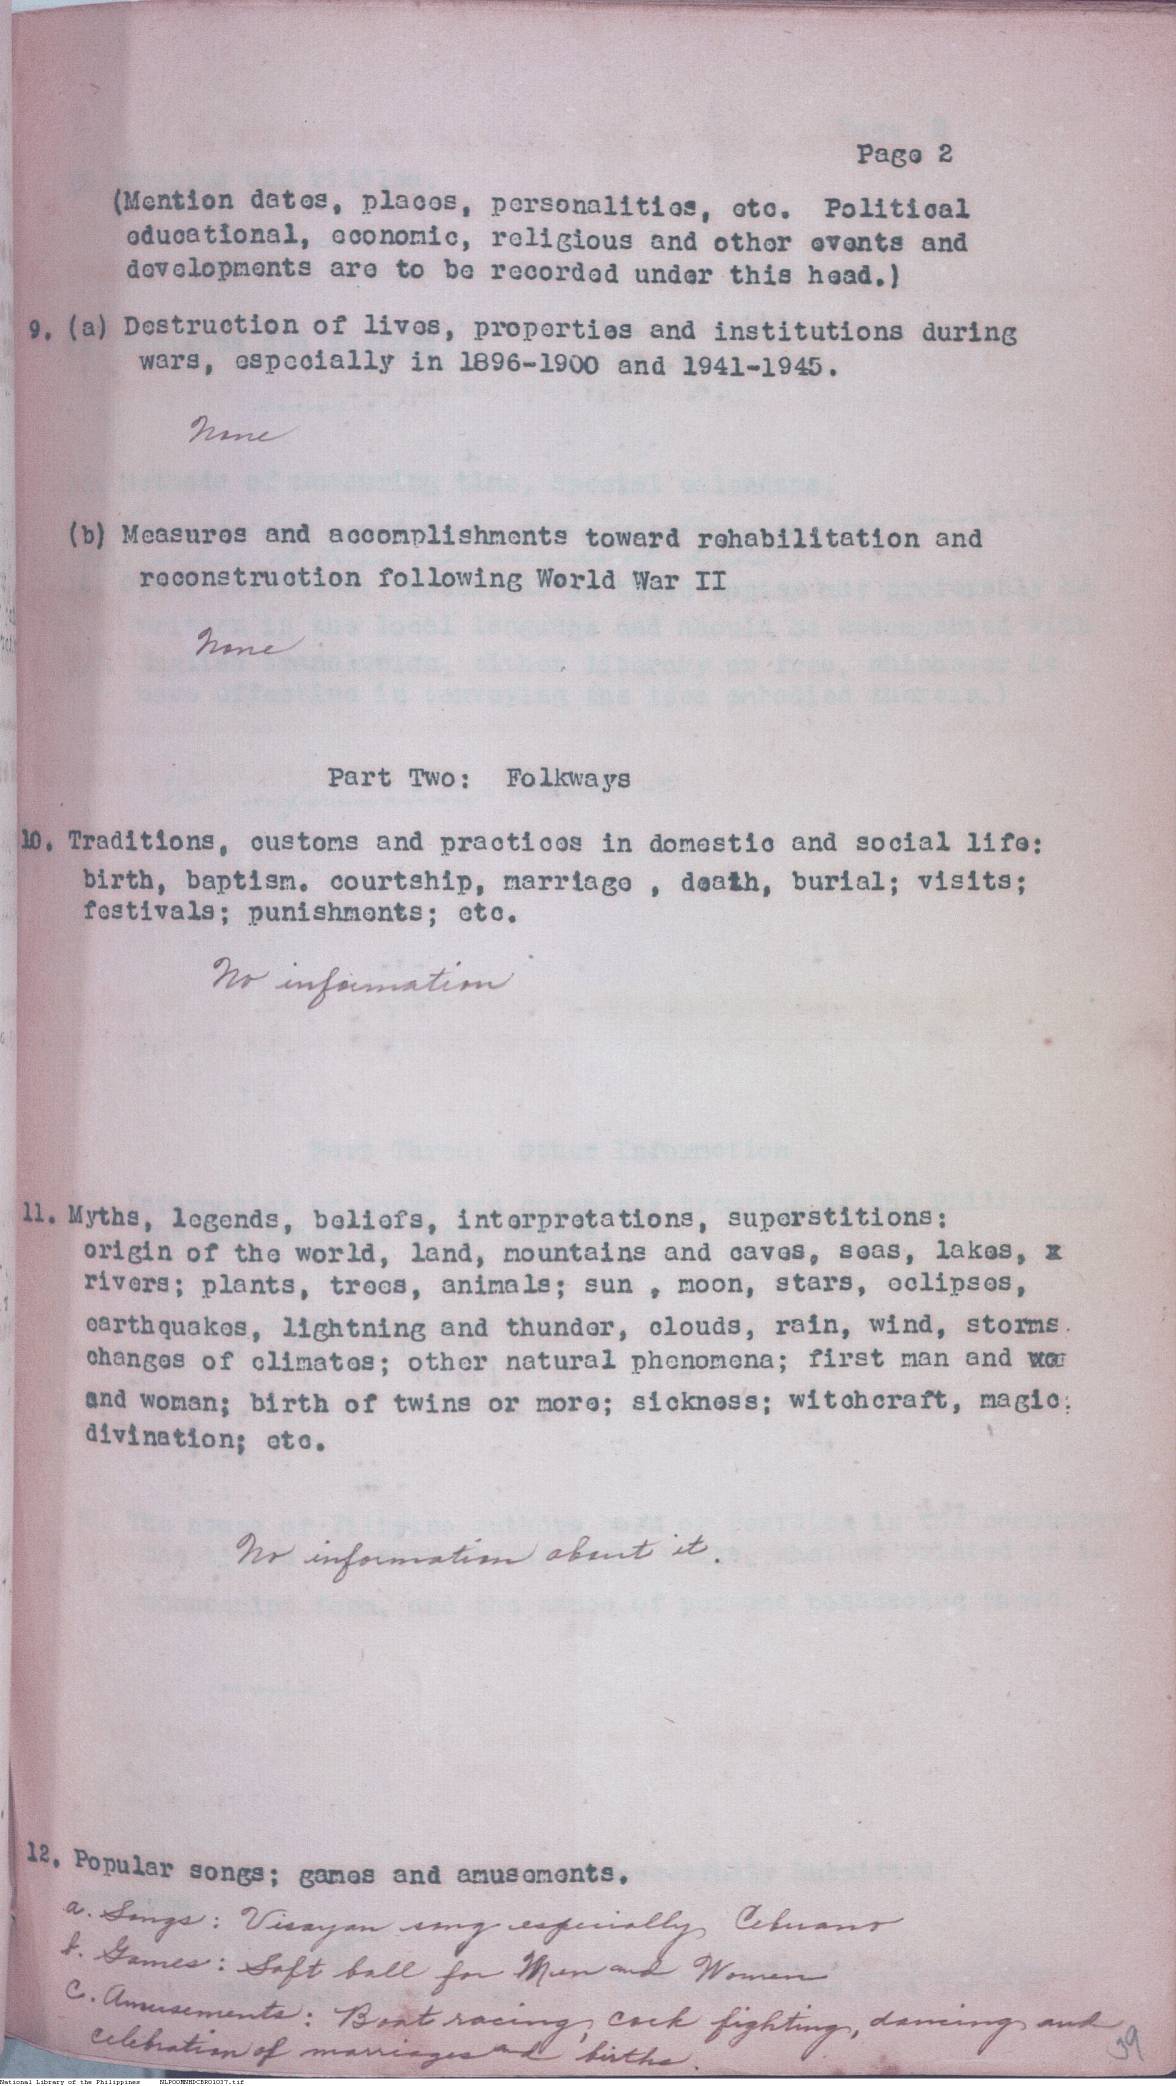 Page 2
(Mention dates, places, personalities, etc. Political
educational, economic, religious and other events and
developments are to be recorded under this head.)
9. (a) Destruction of lives, properties and institutions during
wars, especially in 1896-1900 and 1941-1945.
None
(b) Measures and accomplishments toward rehabilitation and
reconstruction following World War II
None
Part Two: Folkways
10. Traditions, customs and practices in domestic and social life:
birth, baptism. courtship, marriage , death, burial; visits;
festivals; punishments; etc.
No information
11. Myths, legends, beliefs, interpretations, superstitions:
origin of the world, land, mountains and caves, seas, lakes, x
rivers; plants, trees, animals; sun , moon, stars, eclipses,
earthquakes, lightning and thunder, clouds, rain, wind, storms.
changes of climates; other natural phenomena; first man and
and woman; birth of twins or more; sickness; witchcraft, magic;
divination; etc.
No information about it.
12. Popular songs; games and amusements.
a. Songs: Visayan song especially Cebuano
b. Games: Soft ball for Men and Women
C. Amusements: Boat racing, cock fighting, dancing and
celebration of marriages and births.
39
National Library of the Philippines NLPOOMNHDCBRO1037.tif